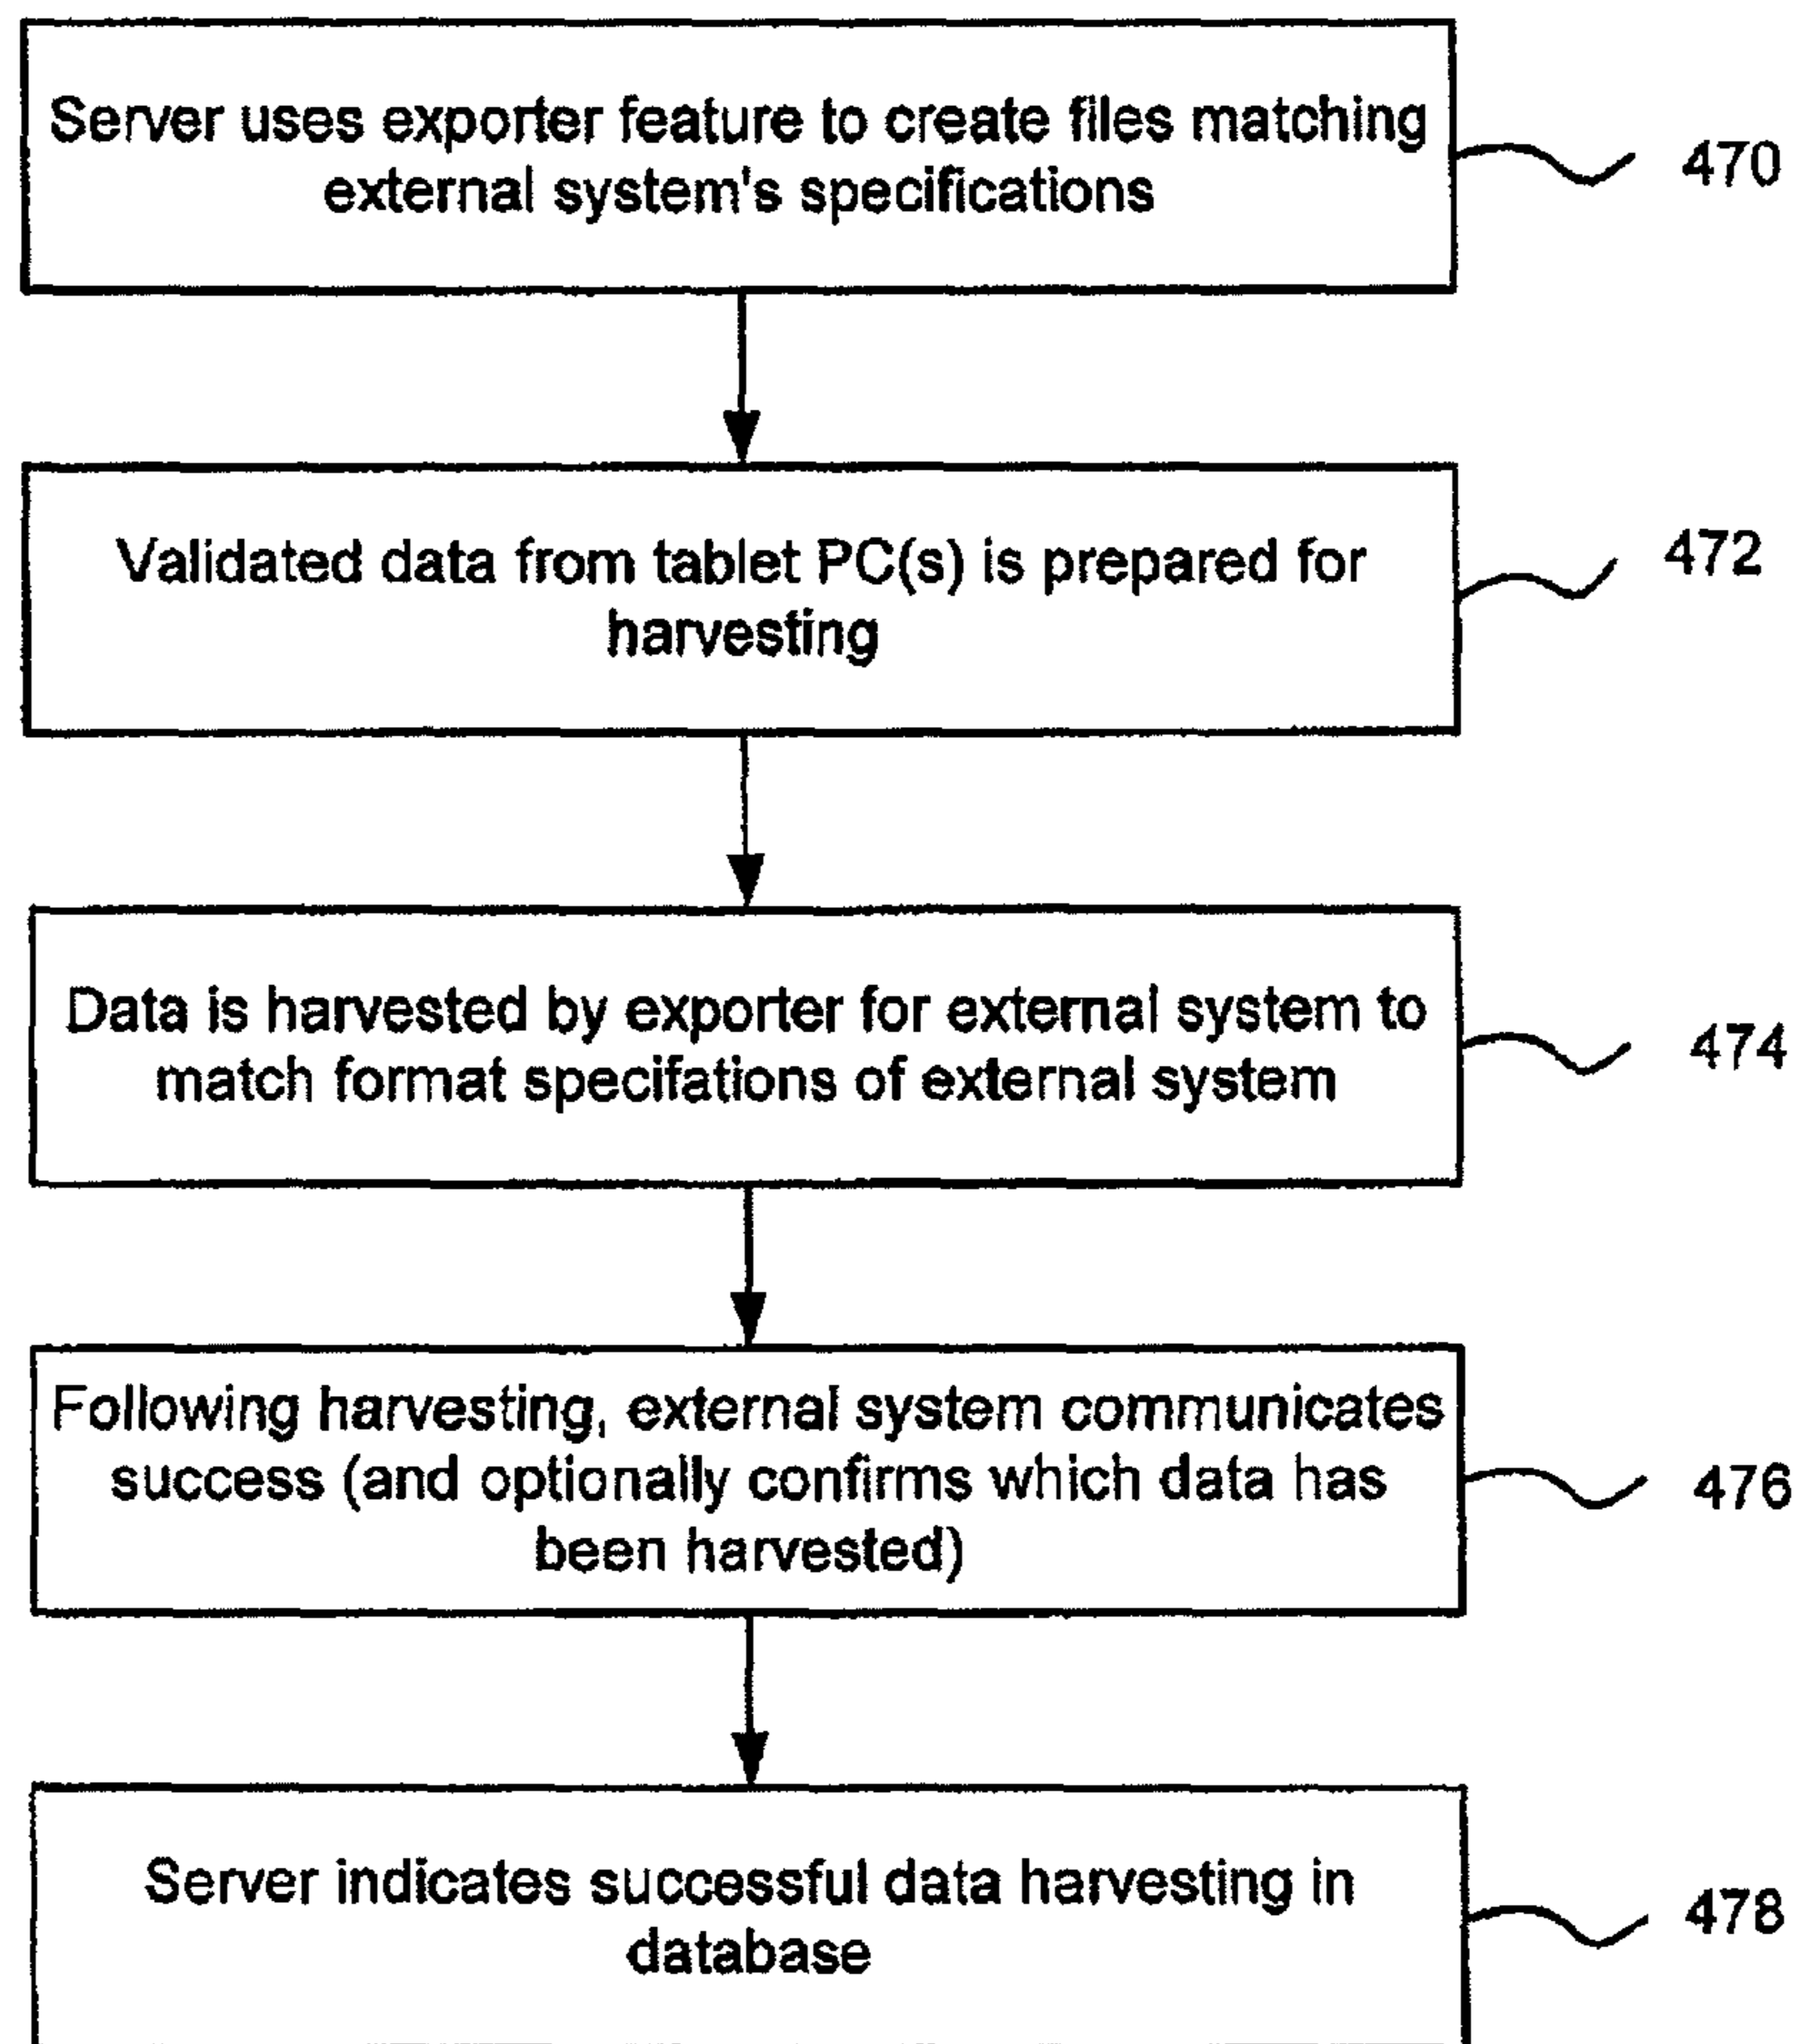 Server uses exporter feature to create files matching
external system's specifications
470
Validated data from tablet PC(s) is prepared for
harvesting
472
Data is harvested by exporter for external system to
match format specifations of external system
474
Following harvesting, external system communicates
success (and optionally confirms which data has
been harvested)
476
Server indicates successful data harvesting in
database
478